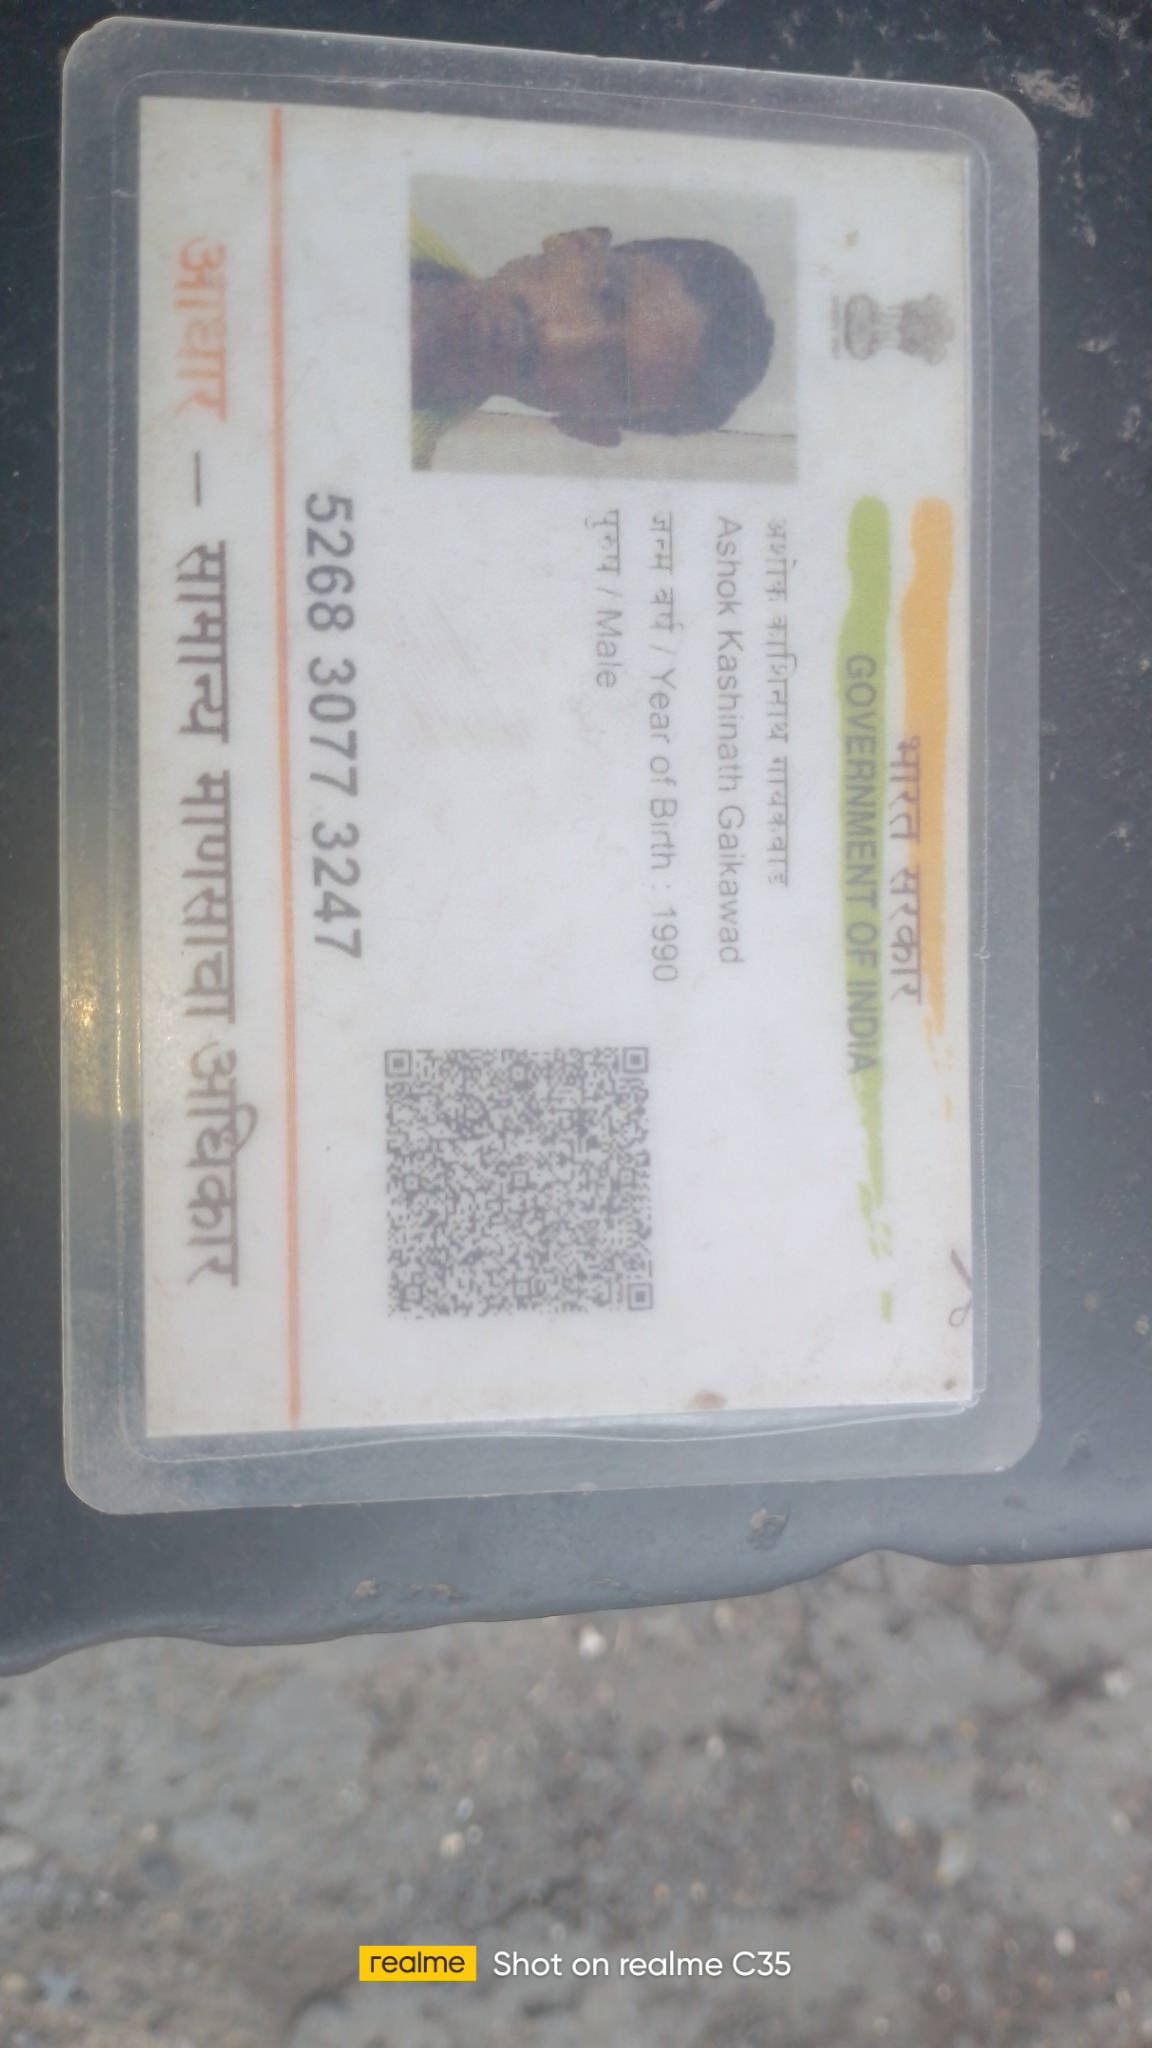 भारत सरकार
GOVERNMENT OF INDIA
अशोक काशिनाथ गायकवाड
Ashok Kashinath Gaikawad
जन्म वर्ष / Year of Birth : 1990
पुरुष / Male
5268 3077 3247
आधार – सामान्य माणसाचा अधिकार
realme Shot on realme C35